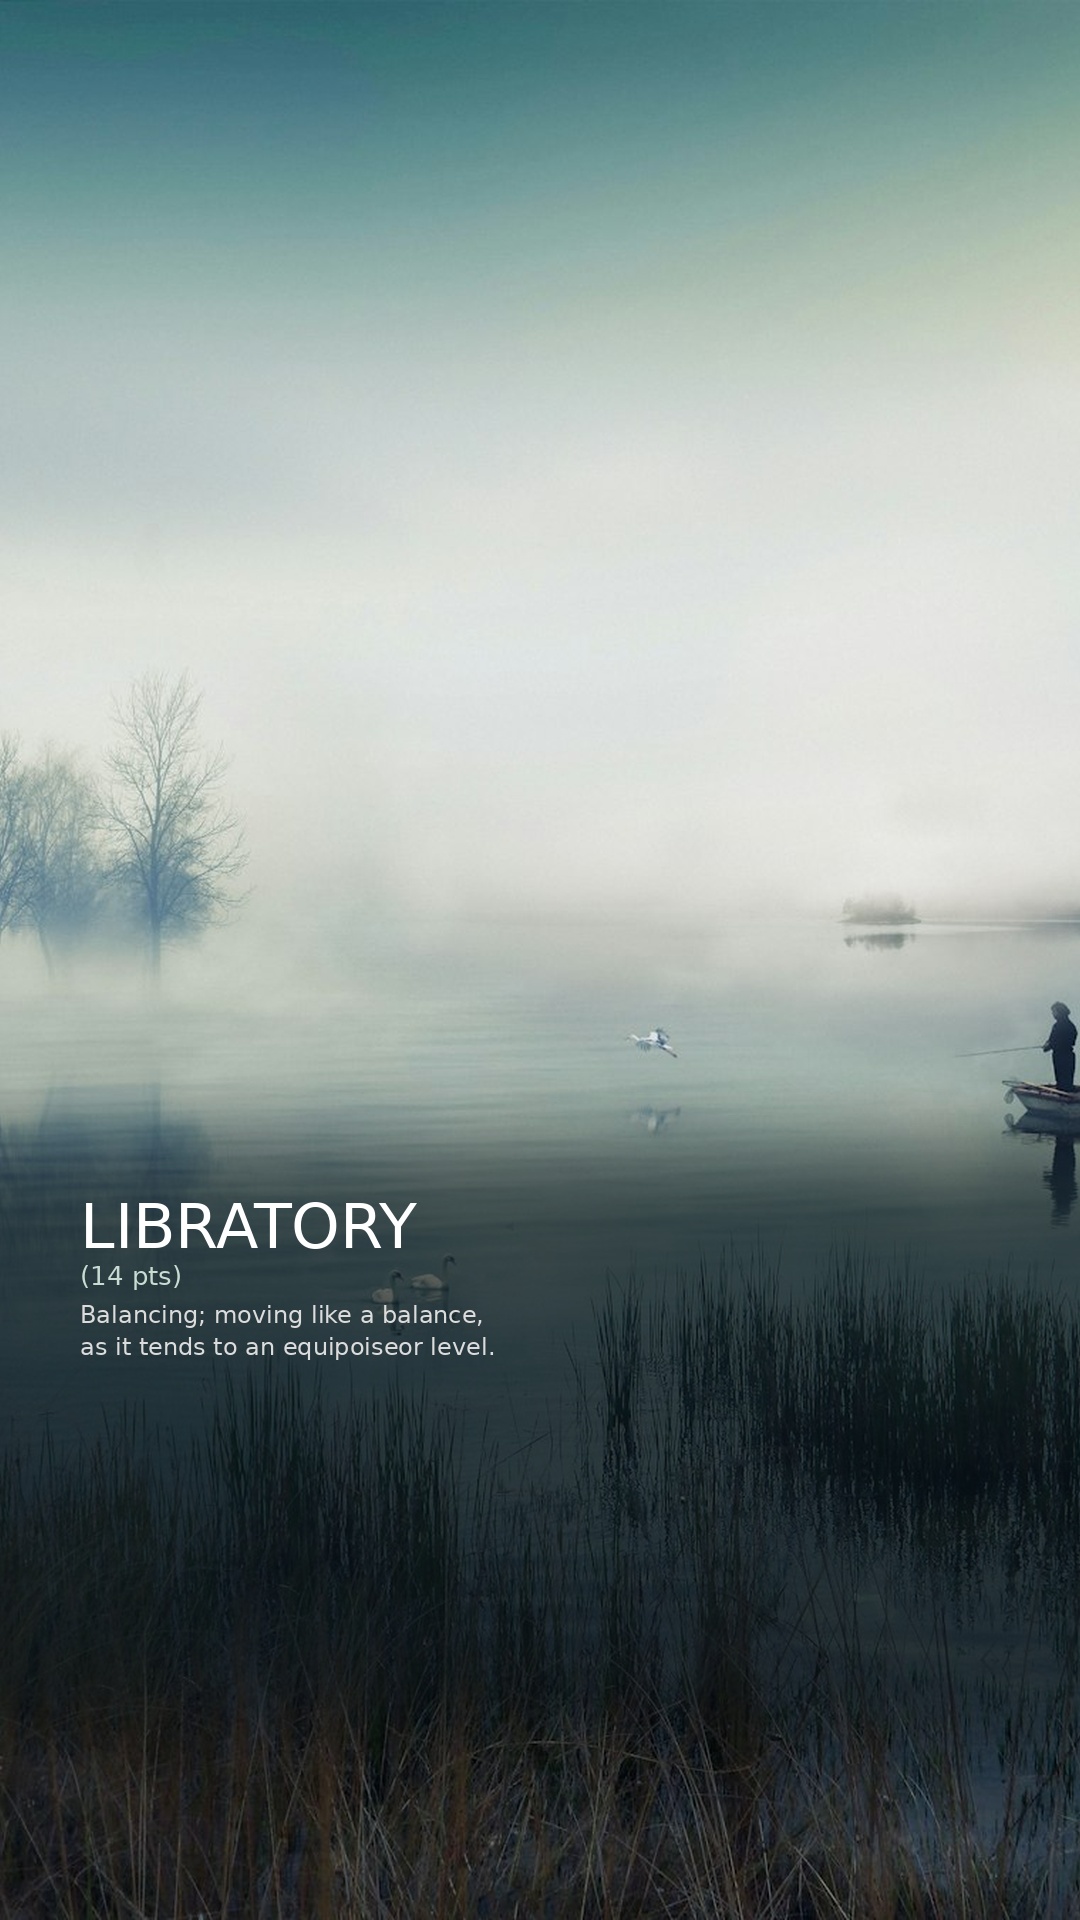 LIBRATORY
(14 pts)
Balancing; moving like a balance,
as it tends to an equipoiseor level.